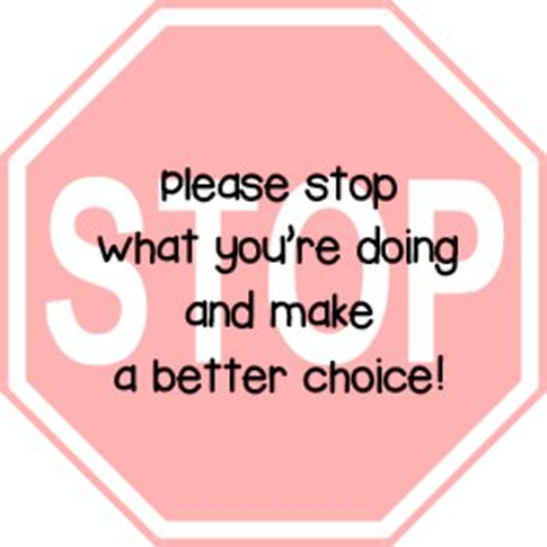 STOP
please stop
what you're doing
and make
a better choice!